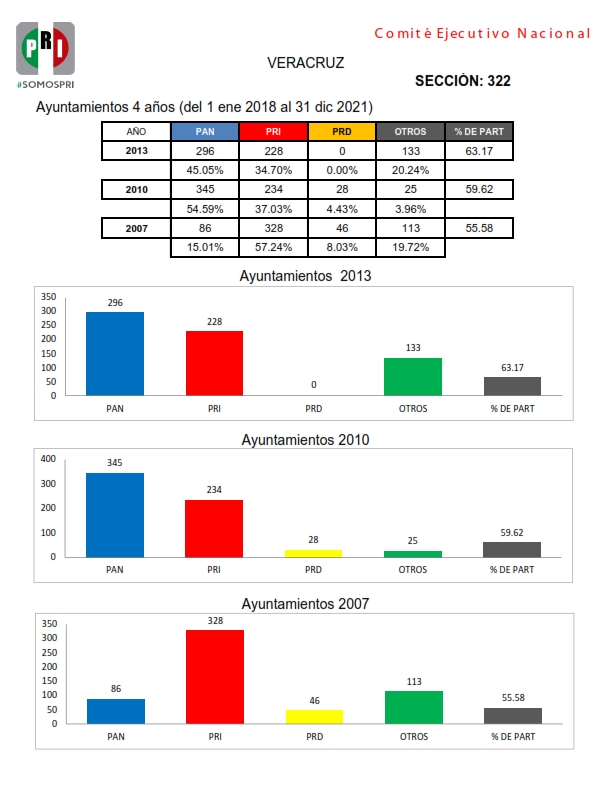 Comité Ejecutivo Nacional
PRI
#SOMOSPRI
VERACRUZ
SECCIÓN: 322
Ayuntamientos 4 años (del 1 ene 2018 al 31 dic 2021)
AÑO PAN PRI PRD OTROS % DE PART
2013 296 228 0 133 63.17
45.05% 34.70% 0.00% 20.24%
2010 345 234 28 25 59.62
54.59% 37.03% 4.43% 3.96%
2007 86 328 46 113 55.58
15.01% 57.24% 8.03% 19.72%
Ayuntamientos 2013
350
300
250
200
150
100
50
0
296 228 0 133 63.17
PAN PRI PRD OTROS % DE PART
Ayuntamientos 2010
400
300
200
100
0
345 234 28 25 59.62
PAN PRI PRD OTROS % DE PART
Ayuntamientos 2007
350
300
250
200
150
100
50
0
86 328 46 113 55.58
PAN PRI PRD OTROS % DE PART